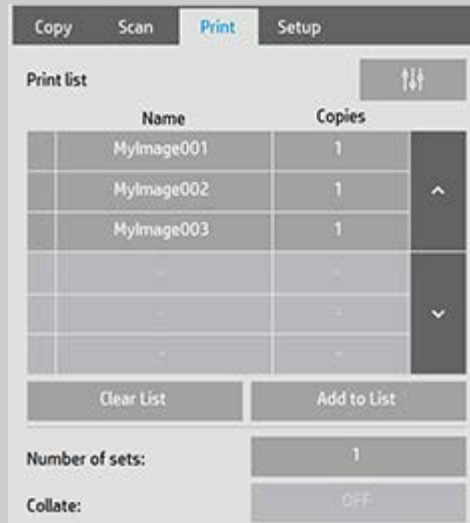 Copy Scan Print Setup
Print list
Name Copies
MyImage001 1
MyImage002 1
MyImage003 1
- -
- -
- -
Clear List Add to List
Number of sets: 1
Collate: OFF